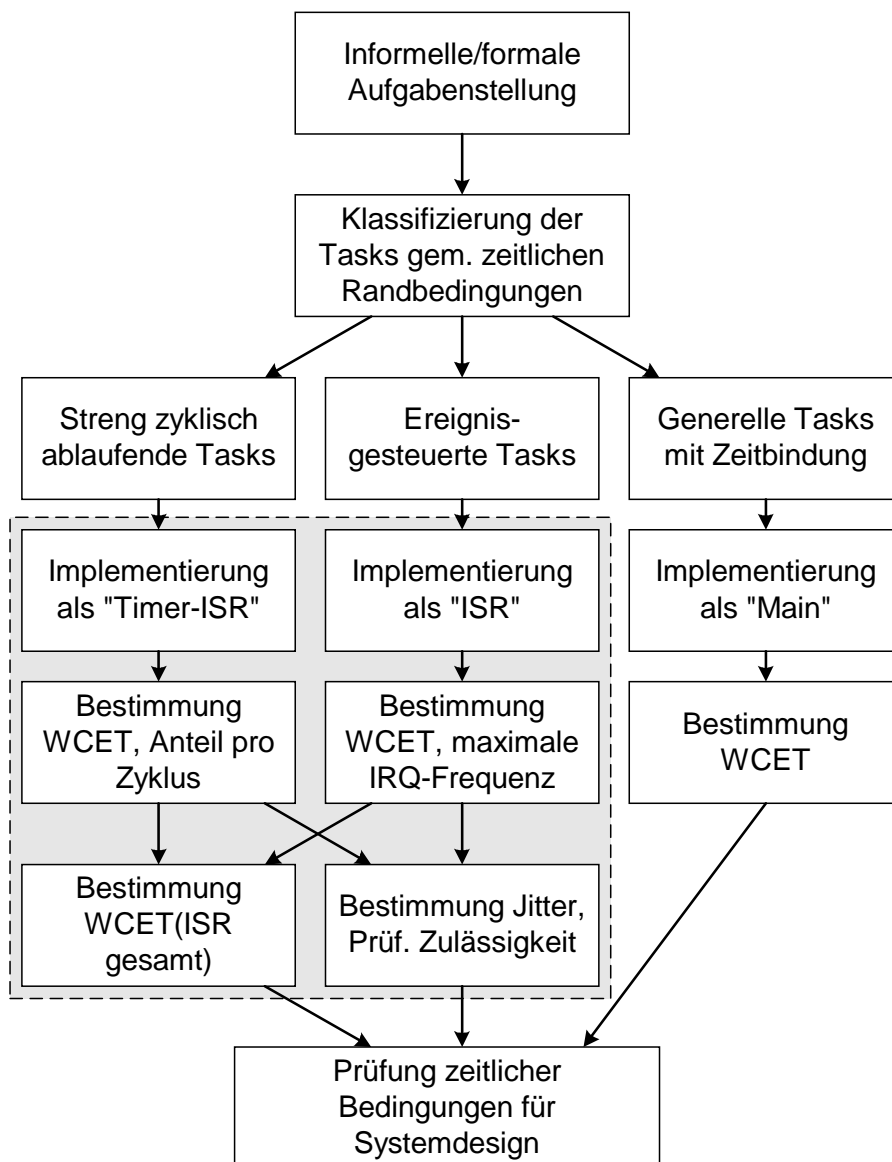 Informelle/formale
Aufgabenstellung
Klassifizierung der
Tasks gem. zeitlichen
Randbedingungen
Streng zyklisch
ablaufende Tasks
Ereignis-
gesteuerte Tasks
Generelle Tasks
mit Zeitbindung
Implementierung
als "Timer-ISR"
Implementierung
als "ISR"
Implementierung
als "Main"
Bestimmung
WCET, Anteil pro
Zyklus
Bestimmung
WCET, maximale
IRQ-Frequenz
Bestimmung
WCET
Bestimmung
WCET(ISR
gesamt)
Bestimmung Jitter,
Prüf. Zulässigkeit
Prüfung zeitlicher
Bedingungen für
Systemdesign